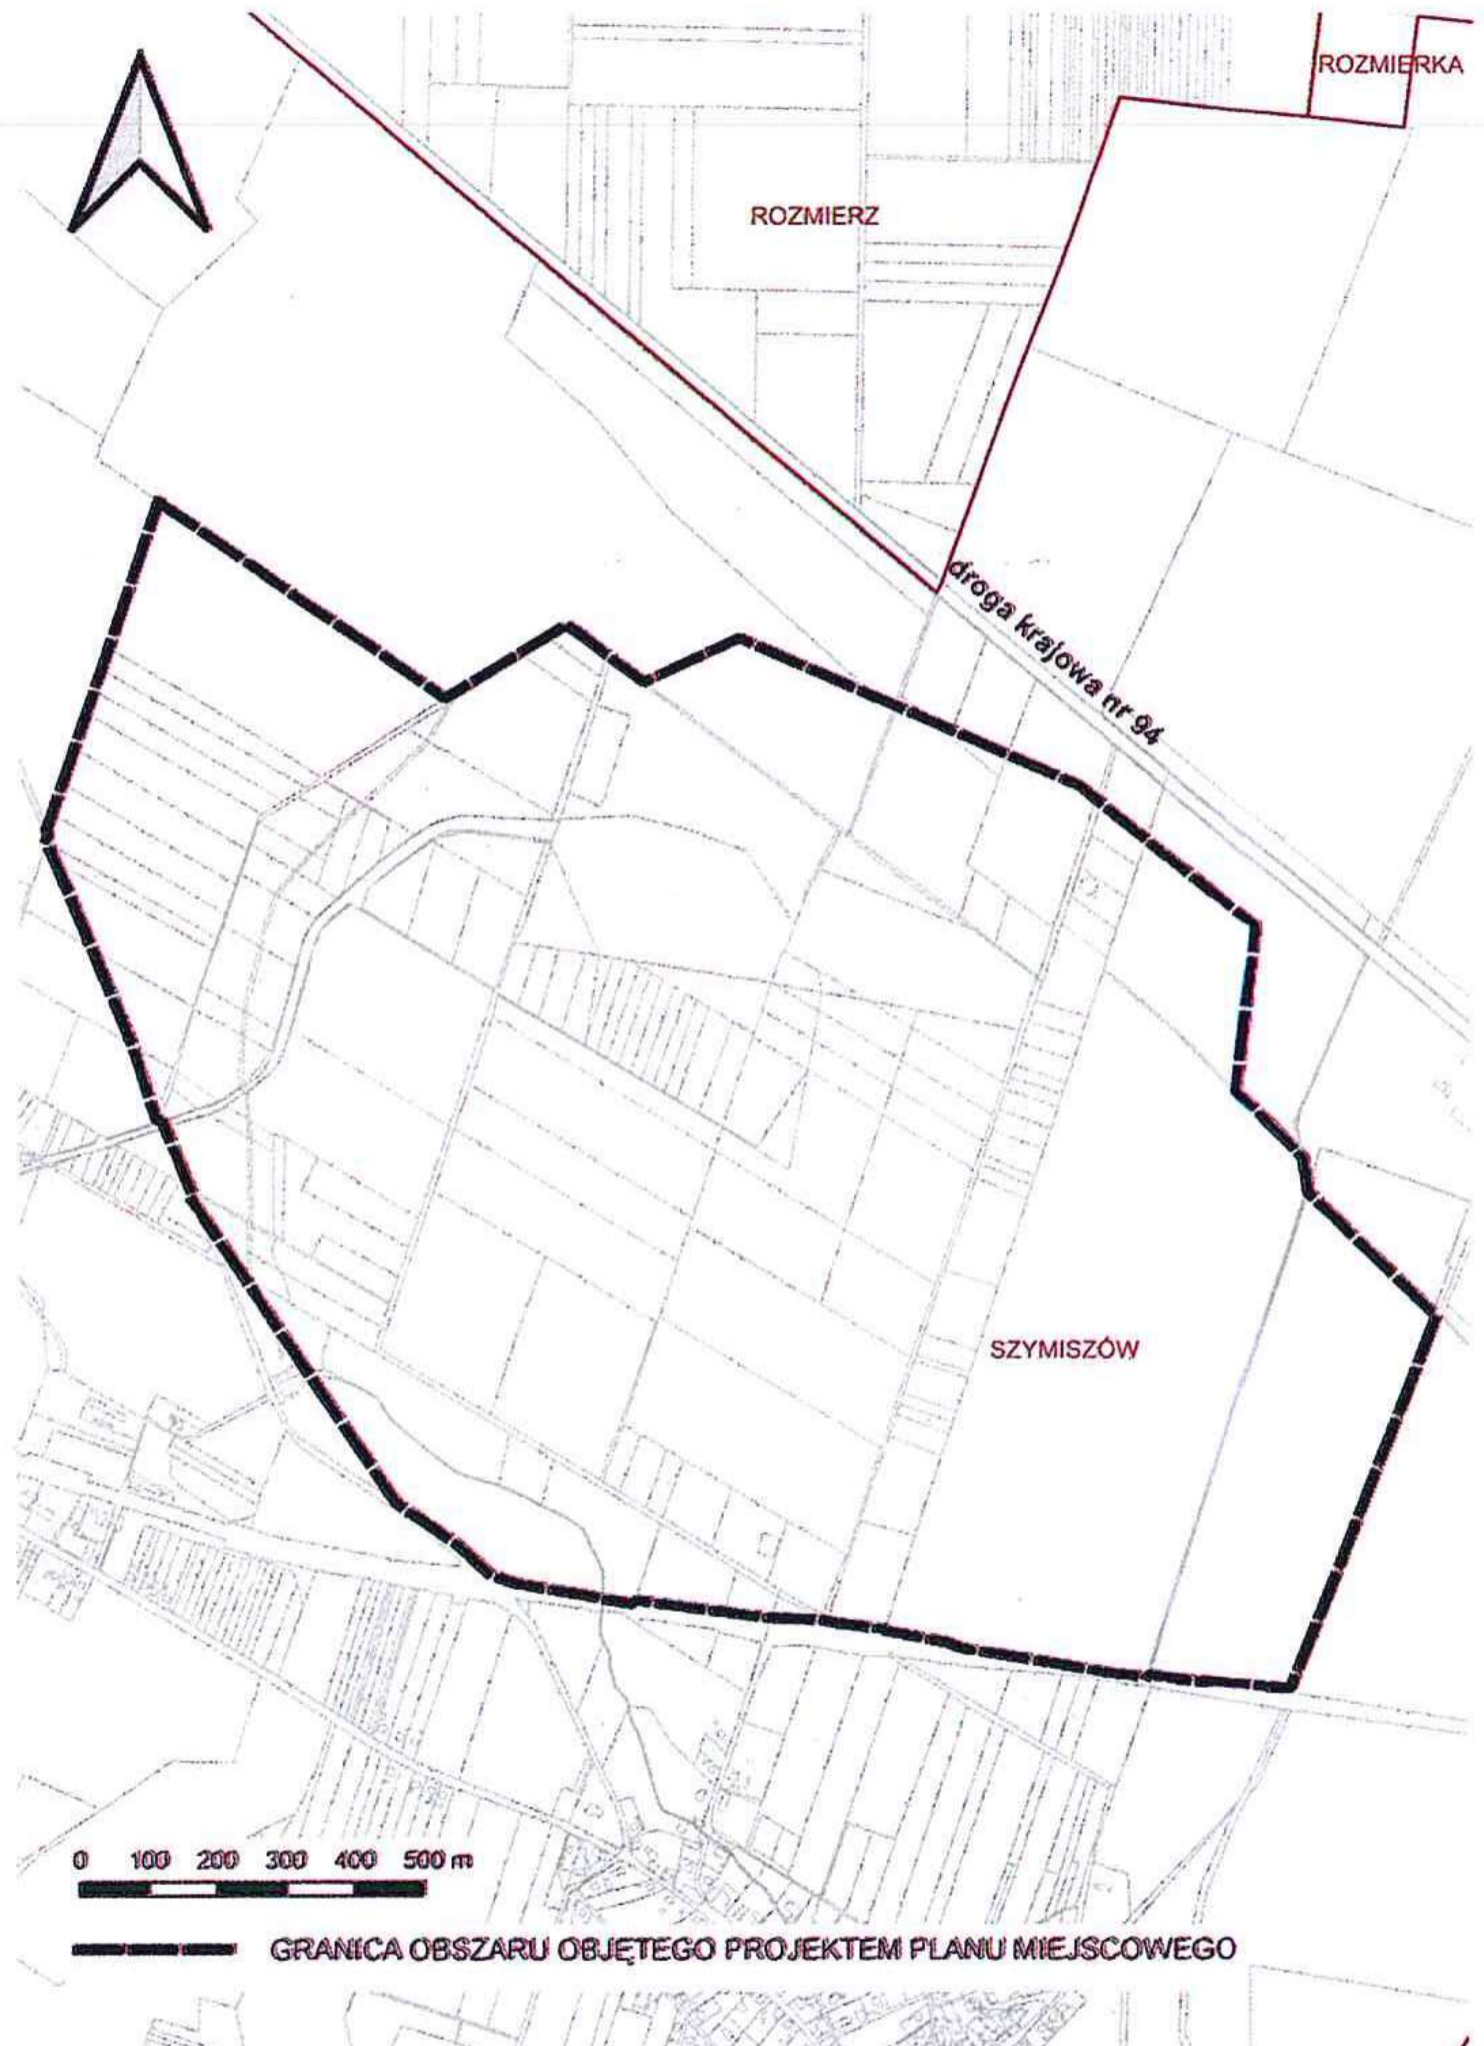 ROZMIERKA
ROZMIERZ
droga krajowa nr 94
SZYMISZÓW
0 100 200 300 400 500 m
GRANICA OBSZARU OBJĘTEGO PROJEKTEM PLANU MIEJSCOWEGO